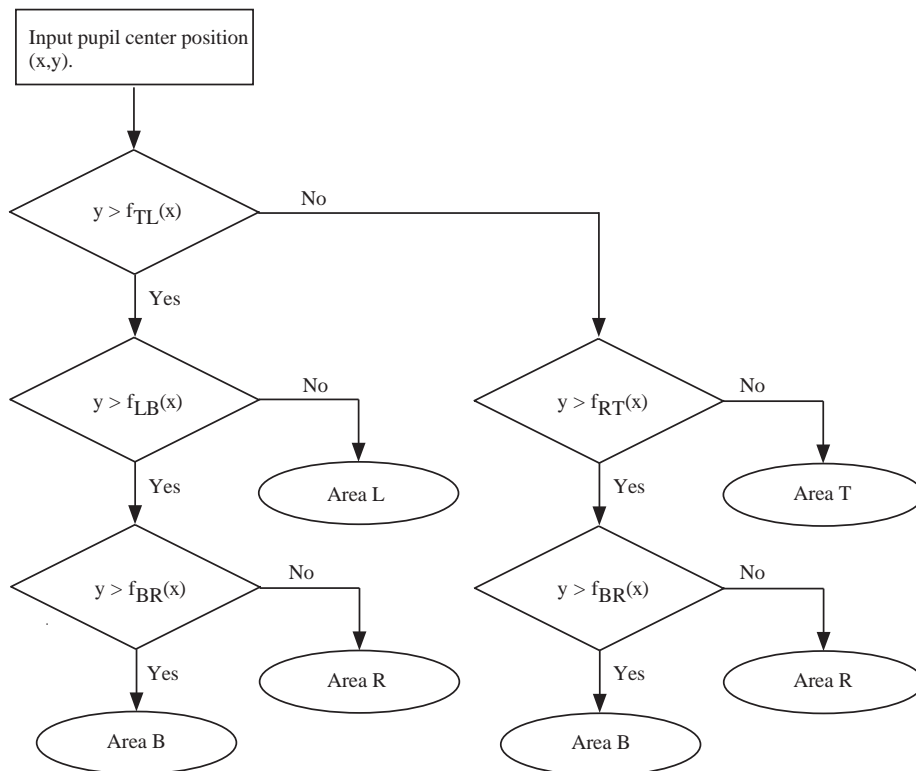 Input pupil center position
(x,y).
y > fTL(x)
No
Yes
y > fLB(x)
No
y > fRT(x)
No
Area L
Area T
Yes
Yes
y > fBR(x)
No
y > fBR(x)
No
Area R
Area R
Yes
Yes
Area B
Area B